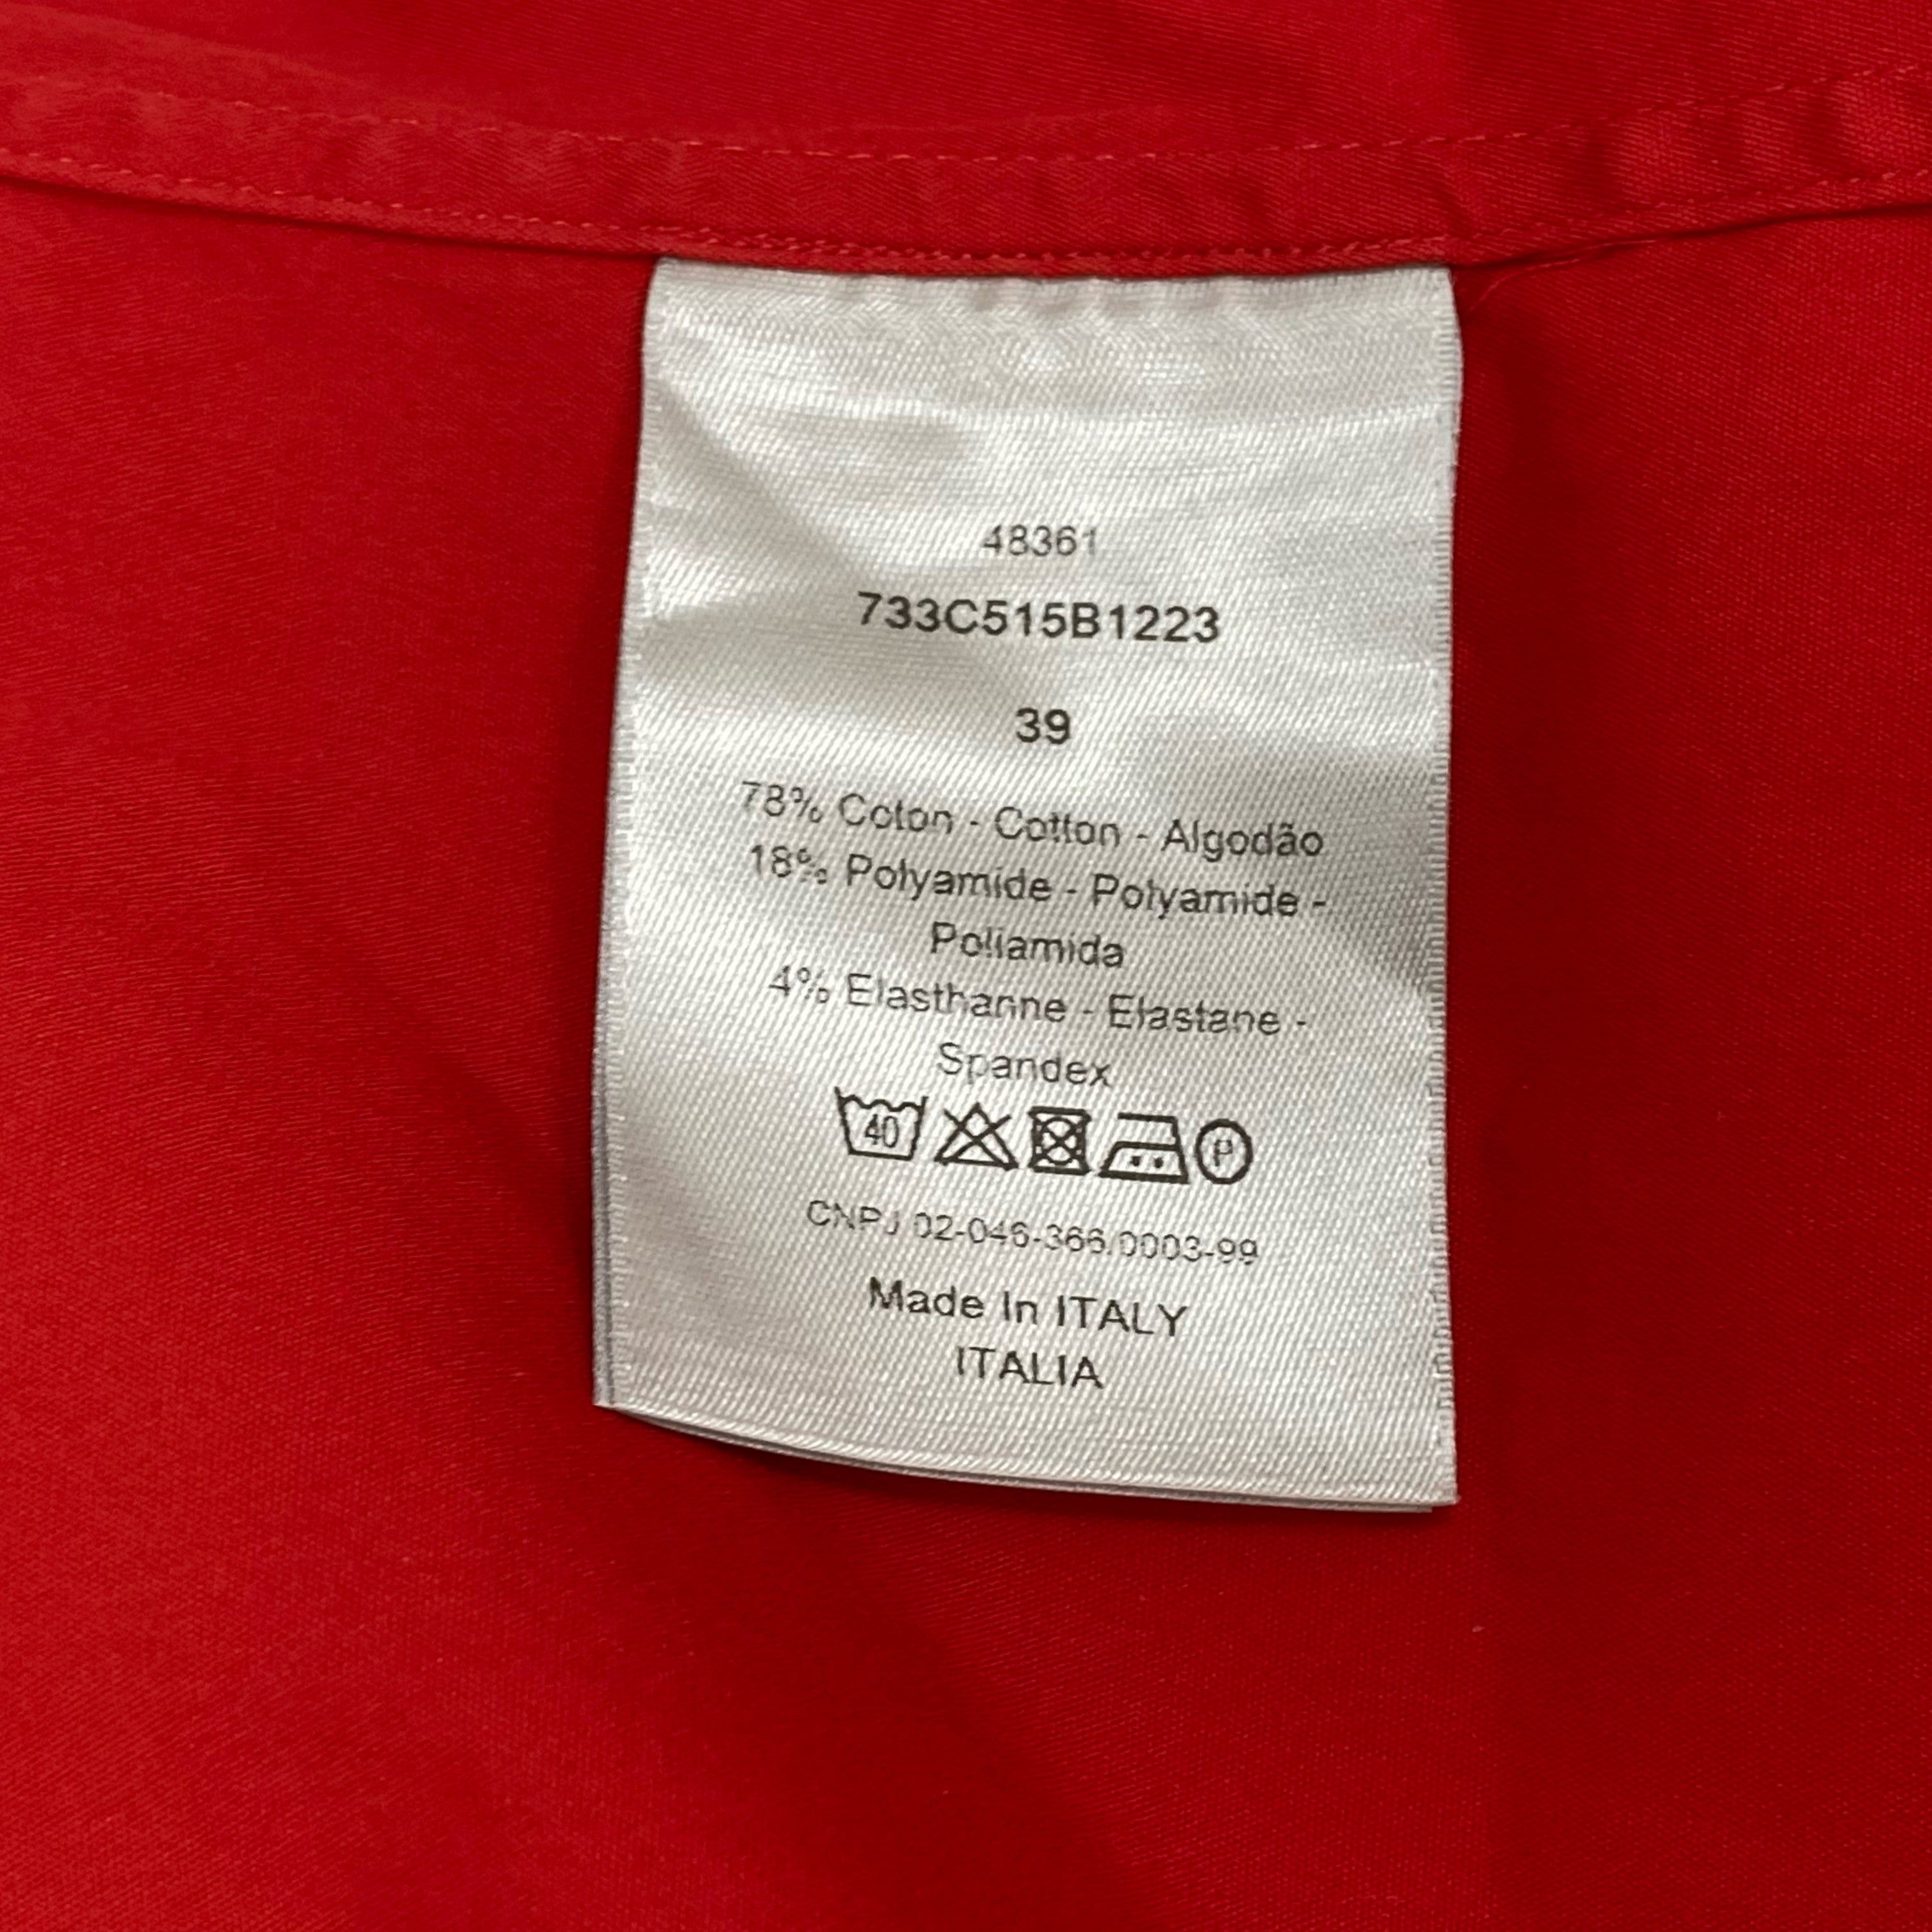 48361
733C515B1223
39
78% Coton - Cotton - Algodão
18% Polyamide - Polyamide -
Poliamida
4% Elasthanne - Elastane -
Spandex
40 P
CNPJ 02-046-366.0003-99
Made In ITALY
ITALIA